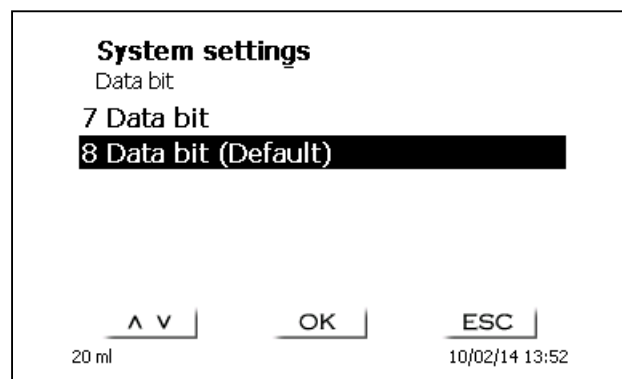 System settings
Data bit
7 Data bit
8 Data bit (Default)
∧ ∨ OK ESC
20 ml 10/02/14 13:52